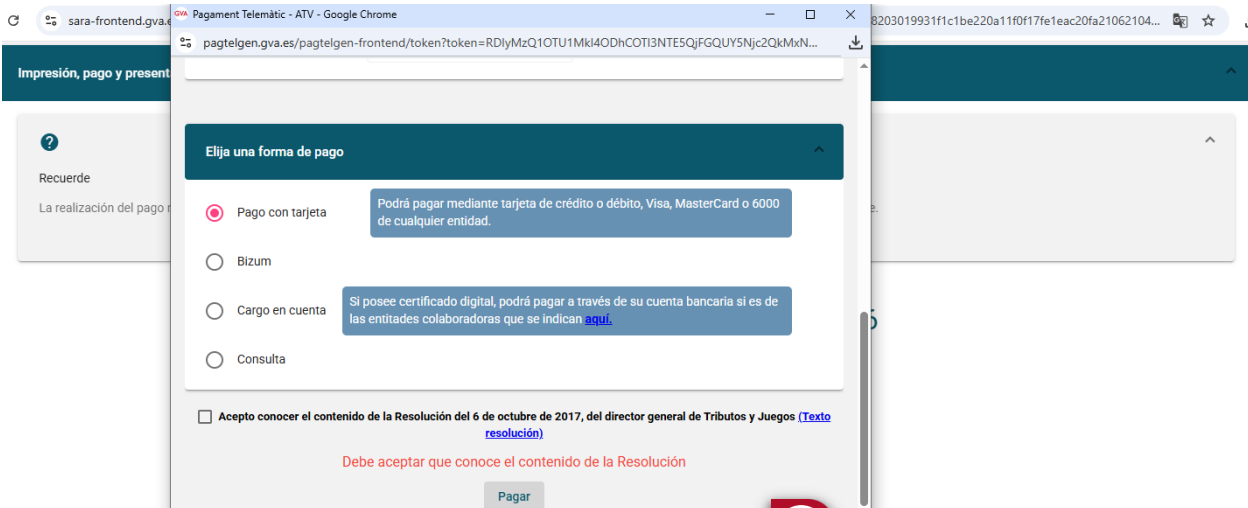 GVA Pagament Telemàtic - ATV - Google Chrome
sara-frontend.gva.e
8203019931f1c1be220a11f0f17fe1eac20fa21062104...
pagtelgen.gva.es/pagtelgen-frontend/token?token=RDIyMzQ1OTU1MkI4ODhCOTI3NTE5QjFGQUY5Njc2QkMxN...
Impresión, pago y present
Elija una forma de pago
Recuerde
La realización del pago r
e.
Pago con tarjeta
Podrá pagar mediante tarjeta de crédito o débito, Visa, MasterCard o 6000
de cualquier entidad.
Bizum
Cargo en cuenta
Si posee certificado digital, podrá pagar a través de su cuenta bancaria si es de
las entitades colaboradoras que se indican aquí.
Consulta
Acepto conocer el contenido de la Resolución del 6 de octubre de 2017, del director general de Tributos y Juegos (Texto
resolución)
Debe aceptar que conoce el contenido de la Resolución
Pagar